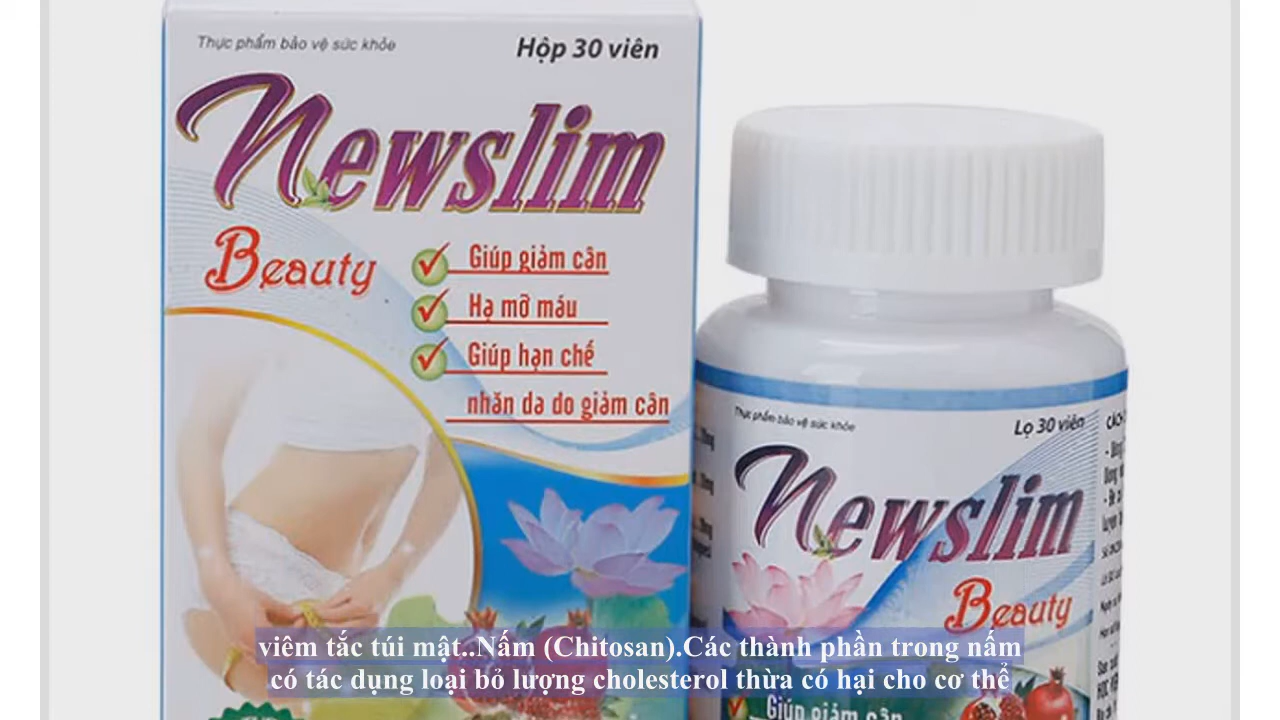 Thực phẩm bảo vệ sức khỏe
Hộp 30 viên
Newslim
Beauty
Giúp giảm cân
Hạ mỡ máu
Giúp hạn chế
nhăn da do giảm cân
Thực phẩm bảo vệ sức khỏe
Lọ 30 viên
Newslim
Beauty
Giúp giảm cân
viêm tắc túi mật..Nấm (Chitosan).Các thành phần trong nấm
có tác dụng loại bỏ lượng cholesterol thừa có hại cho cơ thể